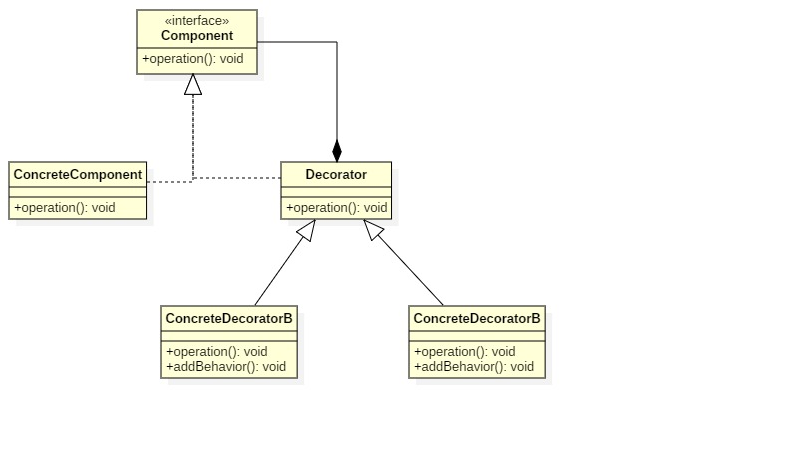 «interface»
Component
+operation(): void
ConcreteComponent
+operation(): void
Decorator
+operation(): void
ConcreteDecoratorB
+operation(): void
+addBehavior(): void
ConcreteDecoratorB
+operation(): void
+addBehavior(): void